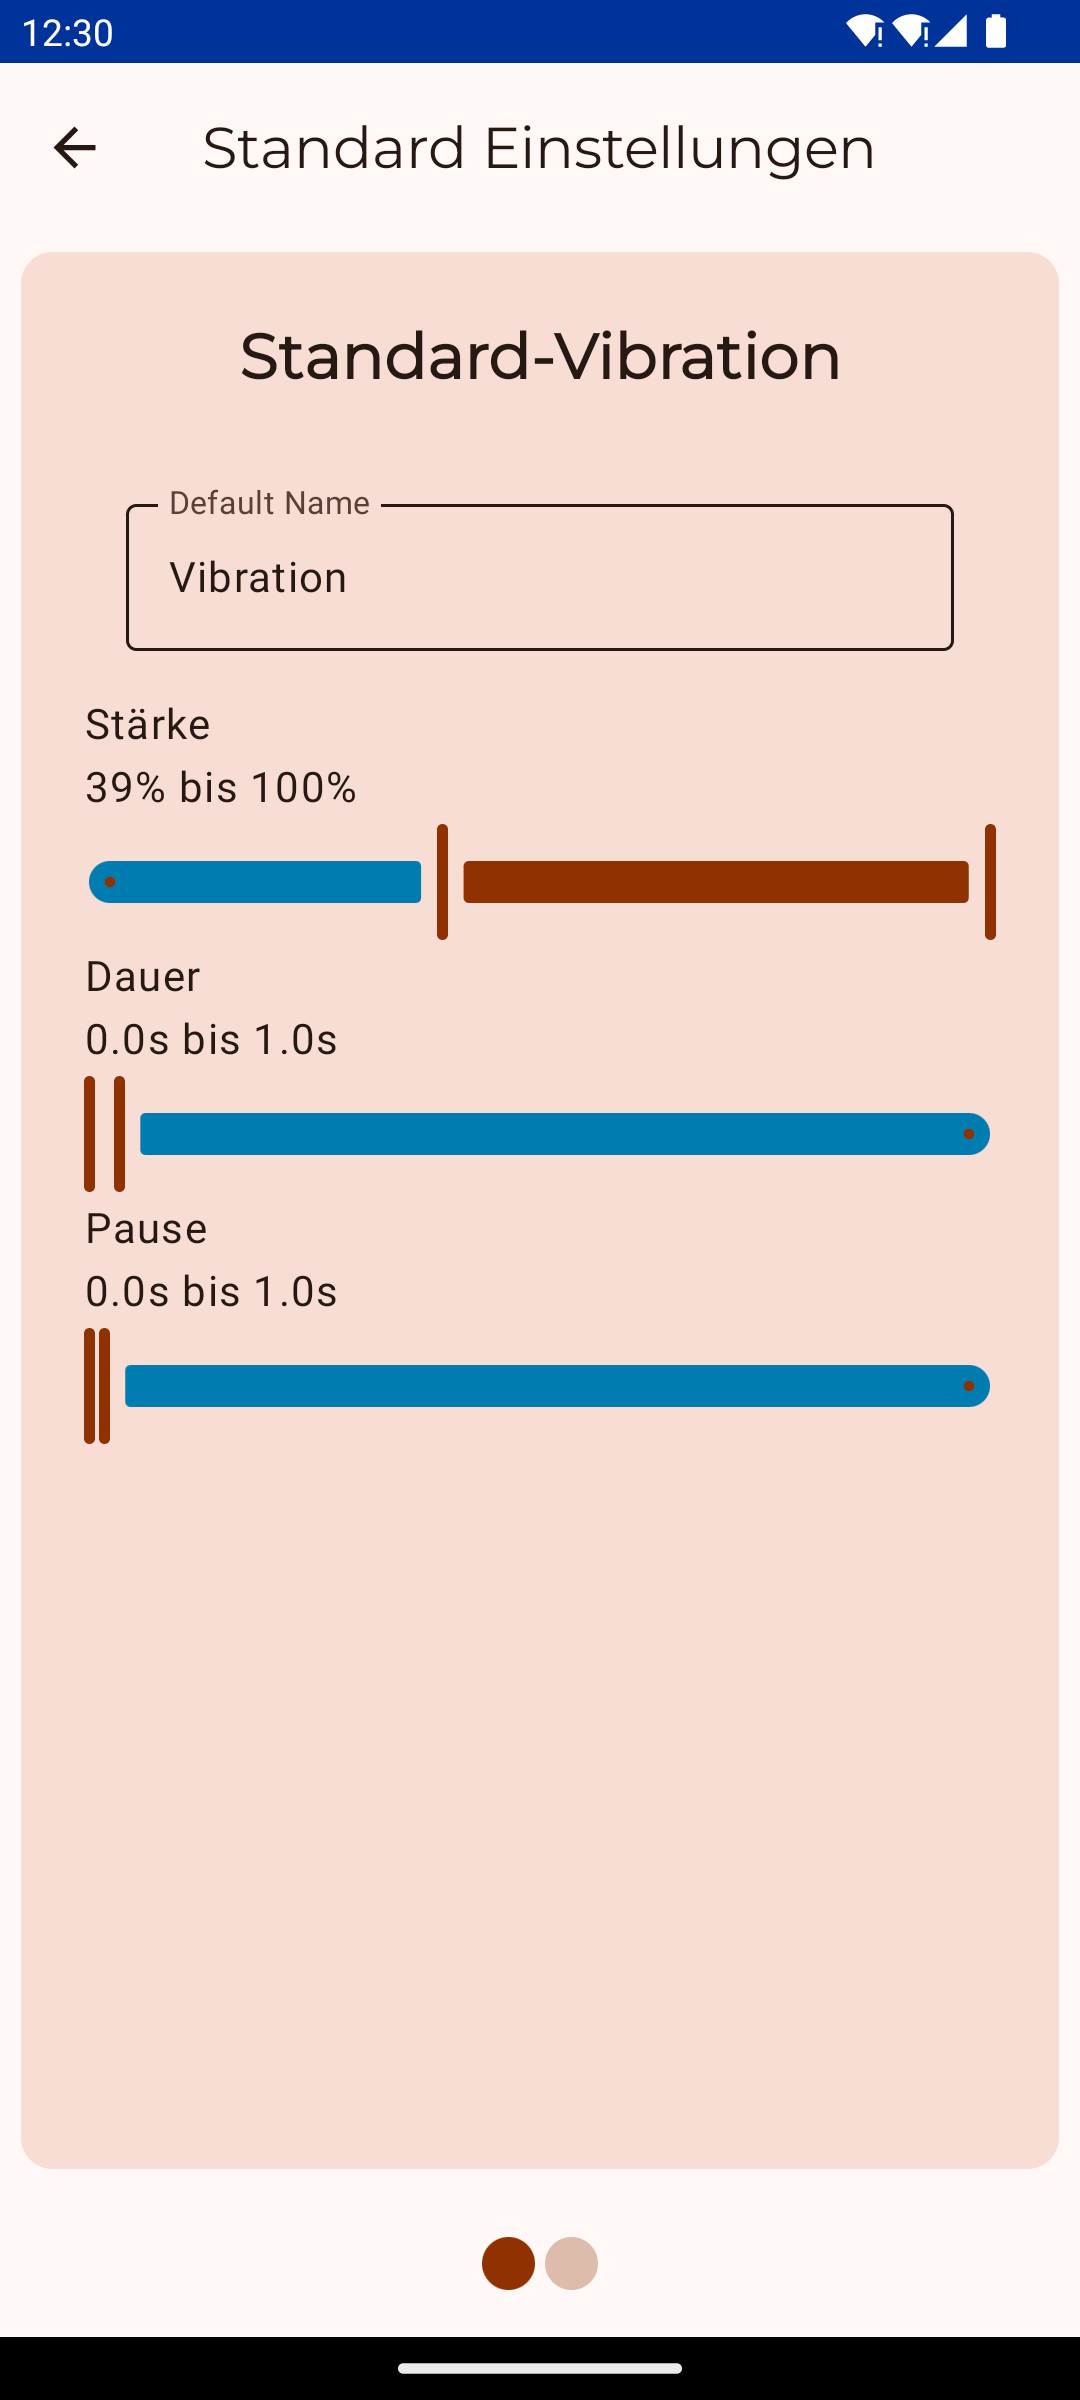 12:30
Standard Einstellungen
Standard-Vibration
Default Name
Vibration
Stärke
39% bis 100%
Dauer
0.0s bis 1.0s
Pause
0.0s bis 1.0s